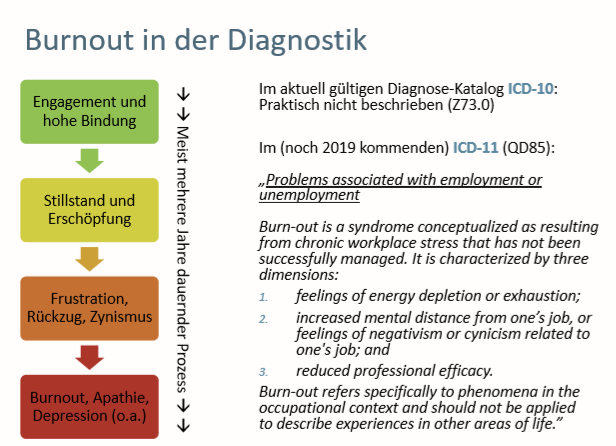 Burnout in der Diagnostik
Engagement und
hohe Bindung
Stillstand und
Erschöpfung
Frustration,
Rückzug, Zynismus
Burnout, Apathie,
Depression (o.a.)
→→ Meist mehrere Jahre dauernder Prozess →→
Im aktuell gültigen Diagnose-Katalog ICD-10:
Praktisch nicht beschrieben (Z73.0)
Im (noch 2019 kommenden) ICD-11 (QD85):
„Problems associated with employment or
unemployment
Burn-out is a syndrome conceptualized as resulting
from chronic workplace stress that has not been
successfully managed. It is characterized by three
dimensions:
1. feelings of energy depletion or exhaustion;
2. increased mental distance from one’s job, or
feelings of negativism or cynicism related to
one's job; and
3. reduced professional efficacy.
Burn-out refers specifically to phenomena in the
occupational context and should not be applied
to describe experiences in other areas of life.”